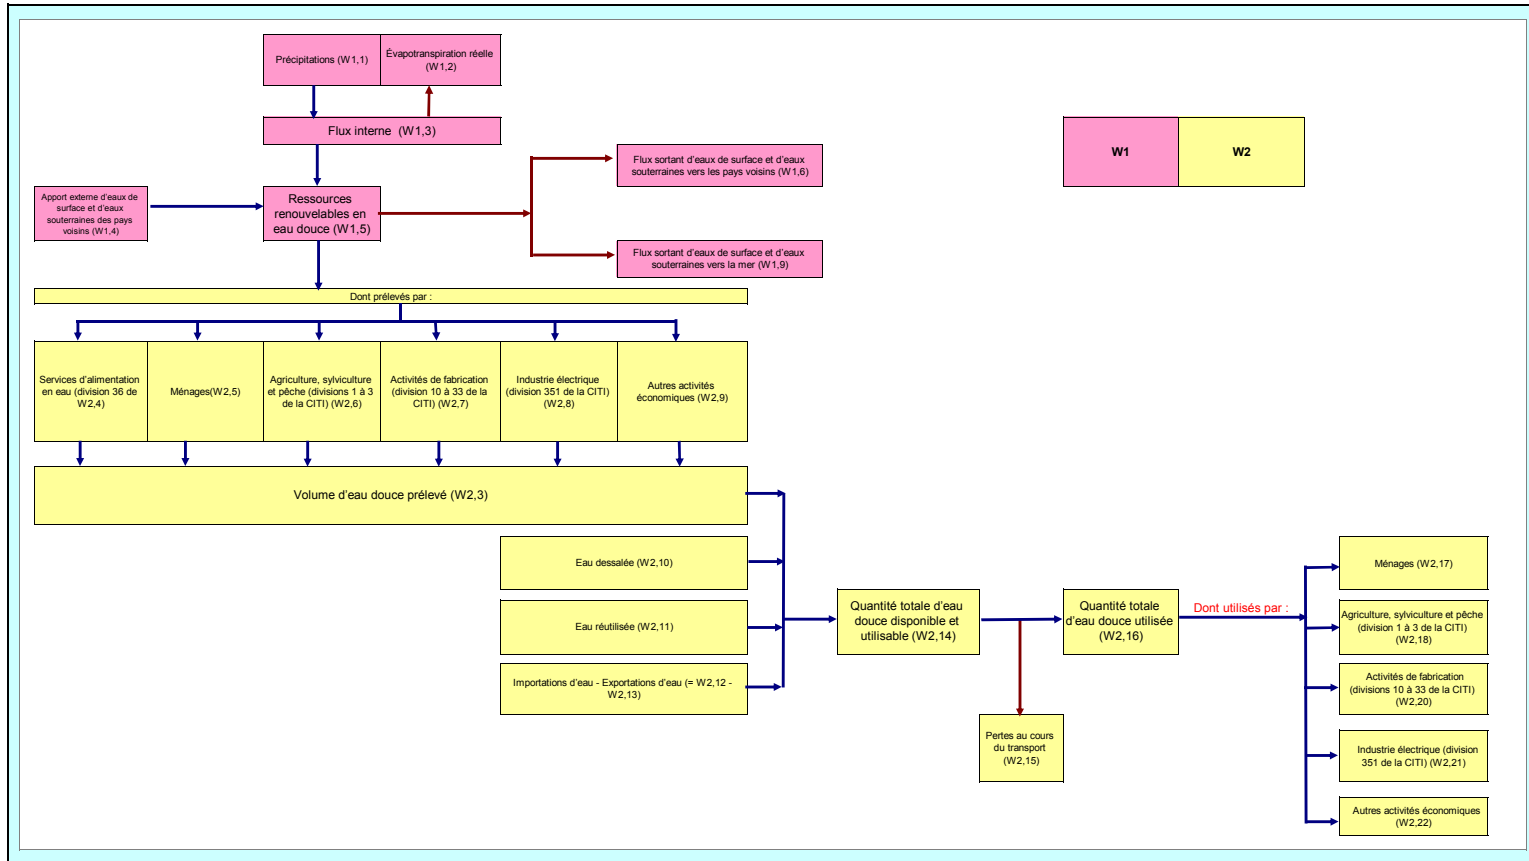 Précipitations (W1,1)
Évapotranspiration réelle
(W1,2)
Flux interne  (W1,3)
W1
W2
Flux sortant d'eaux de surface et d'eaux
souterraines vers les pays voisins (W1,6)
Apport externe d'eaux de
surface et d'eaux
souterraines des pays
voisins (W1,4)
Ressources
renouvelables en
eau douce (W1,5)
Flux sortant d'eaux de surface et d'eaux
souterraines vers la mer (W1,9)
Dont prélevés par :
Services d'alimentation
en eau (division 36 de
W2,4)
Ménages(W2,5)
Agriculture, sylviculture
et pêche (divisions 1 à 3
de la CITI) (W2,6)
Activités de fabrication
(division 10 à 33 de la
CITI) (W2,7)
Industrie électrique
(division 351 de la CITI)
(W2,8)
Autres activités
économiques (W2,9)
Volume d'eau douce prélevé (W2,3)
Eau dessalée (W2,10)
Eau réutilisée (W2,11)
Importations d'eau - Exportations d'eau (= W2,12 -
W2,13)
Quantité totale d'eau
douce disponible et
utilisable (W2,14)
Pertes au cours
du transport
(W2,15)
Quantité totale
d'eau douce utilisée
(W2,16)
Dont utilisés par :
Ménages (W2,17)
Agriculture, sylviculture et pêche
(division 1 à 3 de la CITI)
(W2,18)
Activités de fabrication
(divisions 10 à 33 de la CITI)
(W2,20)
Industrie électrique (division
351 de la CITI) (W2,21)
Autres activités économiques
(W2,22)